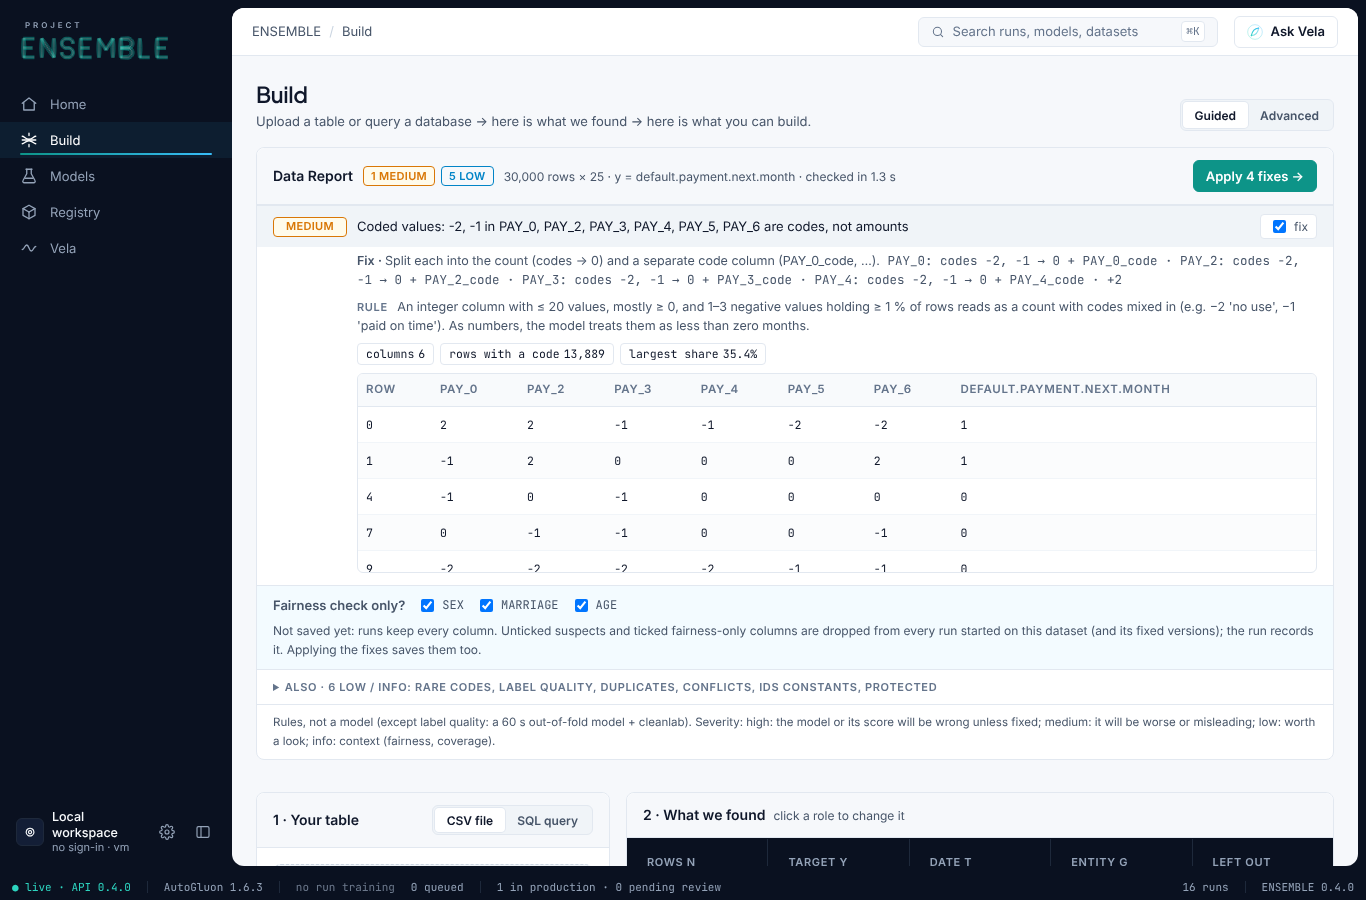 PROJECT
ENSEMBLE
Home
Build
Models
Registry
Vela
Local workspace
no sign-in · vm
ENSEMBLE / Build
Search runs, models, datasets ⌘K
Ask Vela
Build
Upload a table or query a database → here is what we found → here is what you can build.
Guided Advanced
Data Report 1 MEDIUM 5 LOW 30,000 rows × 25 · y = default.payment.next.month · checked in 1.3 s
Apply 4 fixes →
MEDIUM Coded values: -2, -1 in PAY_0, PAY_2, PAY_3, PAY_4, PAY_5, PAY_6 are codes, not amounts fix
Fix · Split each into the count (codes → 0) and a separate code column (PAY_0_code, …). PAY_0: codes -2, -1 → 0 + PAY_0_code · PAY_2: codes -2,
-1 → 0 + PAY_2_code · PAY_3: codes -2, -1 → 0 + PAY_3_code · PAY_4: codes -2, -1 → 0 + PAY_4_code · +2
RULE An integer column with ≤ 20 values, mostly ≥ 0, and 1–3 negative values holding ≥ 1 % of rows reads as a count with codes mixed in (e.g. −2 'no use', −1
'paid on time'). As numbers, the model treats them as less than zero months.
columns 6 rows with a code 13,889 largest share 35.4%
ROW PAY_0 PAY_2 PAY_3 PAY_4 PAY_5 PAY_6 DEFAULT.PAYMENT.NEXT.MONTH
0 2 2 -1 -1 -2 -2 1
1 -1 2 0 0 0 2 1
4 -1 0 -1 0 0 0 0
7 0 -1 -1 0 0 -1 0
9 -2 -2 -2 -2 -1 -1 0
Fairness check only? SEX MARRIAGE AGE
Not saved yet: runs keep every column. Unticked suspects and ticked fairness-only columns are dropped from every run started on this dataset (and its fixed versions); the run records
it. Applying the fixes saves them too.
▸ ALSO · 6 LOW / INFO: RARE CODES, LABEL QUALITY, DUPLICATES, CONFLICTS, IDS CONSTANTS, PROTECTED
Rules, not a model (except label quality: a 60 s out-of-fold model + cleanlab). Severity: high: the model or its score will be wrong unless fixed; medium: it will be worse or misleading; low: worth
a look; info: context (fairness, coverage).
1 · Your table CSV file SQL query
2 · What we found click a role to change it
ROWS N TARGET Y DATE T ENTITY G LEFT OUT
● live · API 0.4.0 AutoGluon 1.6.3 no run training 0 queued 1 in production · 0 pending review 16 runs ENSEMBLE 0.4.0